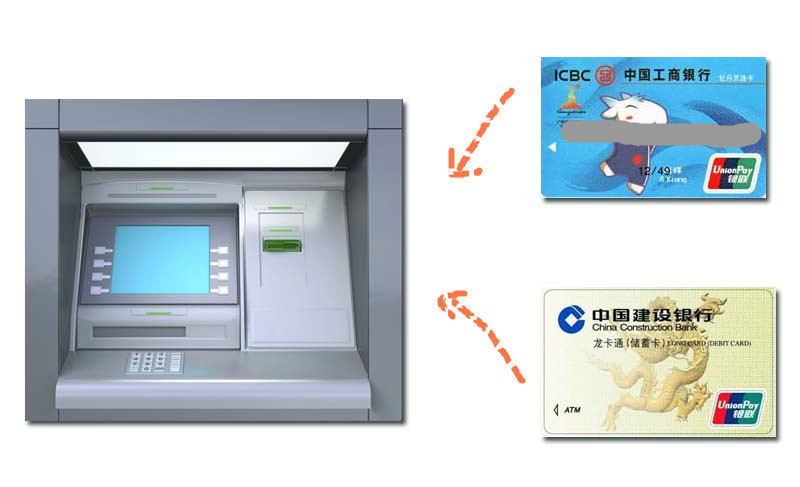 ICBC 中国工商银行 牡丹灵通卡
12/49
A Xiang
UnionPay
银联
中国建设银行
China Construction Bank
龙卡通(储蓄卡) LONG CARD (DEBIT CARD)
ATM
UnionPay
银联